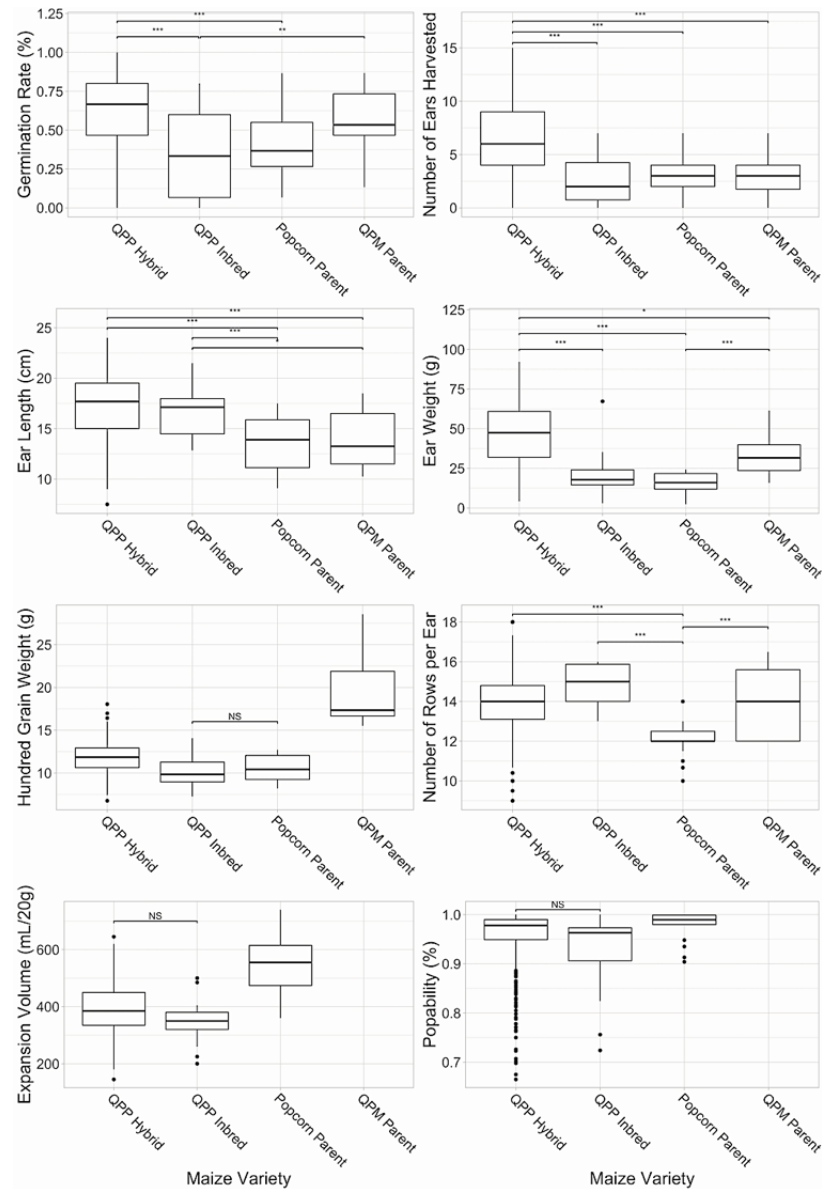 Germination Rate (%)
1.25
1.00
0.75
0.50
0.25
0.00
***
***
**
QPP Hybrid
QPP Inbred
Popcorn Parent
QPM Parent
Number of Ears Harvested
15
10
5
0
***
***
***
QPP Hybrid
QPP Inbred
Popcorn Parent
QPM Parent
Ear Length (cm)
25
20
15
10
***
***
***
*
QPP Hybrid
QPP Inbred
Popcorn Parent
QPM Parent
Ear Weight (g)
125
100
75
50
25
0
*
***
***
***
QPP Hybrid
QPP Inbred
Popcorn Parent
QPM Parent
Hundred Grain Weight (g)
25
20
15
10
NS
QPP Hybrid
QPP Inbred
Popcorn Parent
QPM Parent
Number of Rows per Ear
18
16
14
12
10
***
***
***
QPP Hybrid
QPP Inbred
Popcorn Parent
QPM Parent
Expansion Volume (mL/20g)
600
400
200
NS
QPP Hybrid
QPP Inbred
Popcorn Parent
QPM Parent
Maize Variety
Popability (%)
1.0
0.9
0.8
0.7
NS
QPP Hybrid
QPP Inbred
Popcorn Parent
QPM Parent
Maize Variety